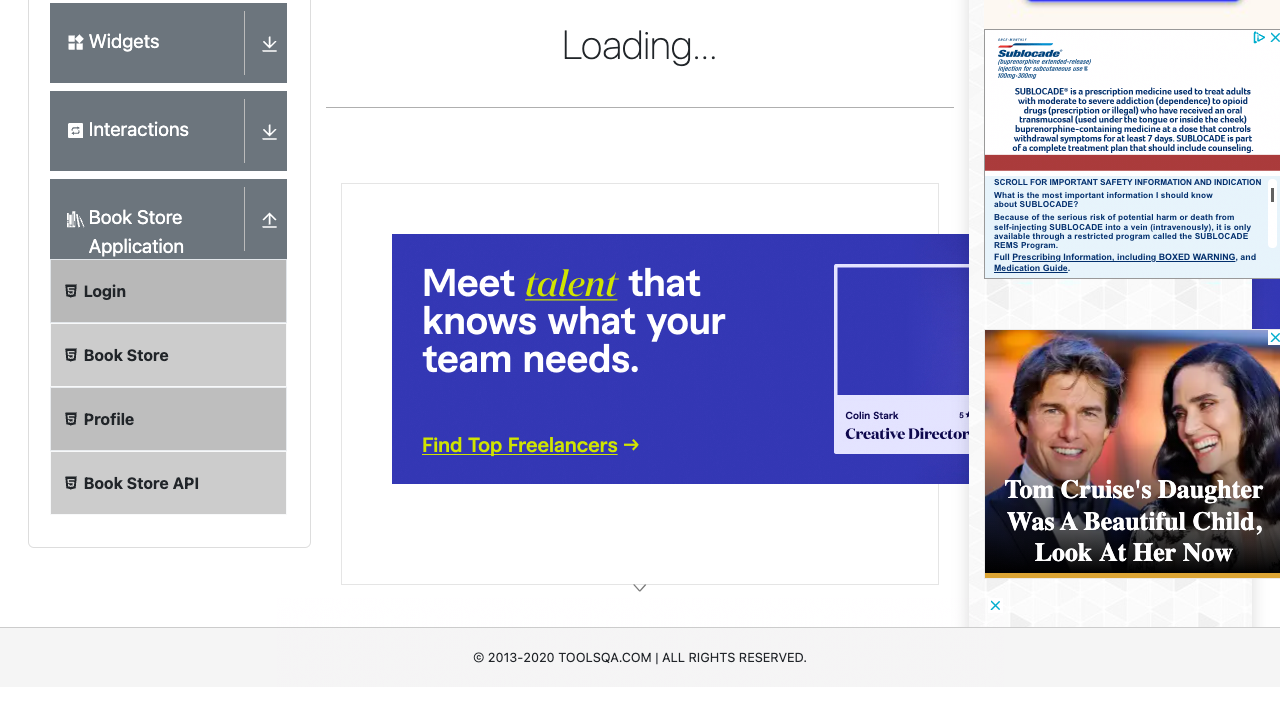 Widgets
Interactions
Book Store
Application
Login
Book Store
Profile
Book Store API
Loading...
Meet talent that
knows what your
team needs.
Find Top Freelancers →
Colin Stark
5★
Creative Director
Sublocade®
(buprenorphine extended-release)
injection for subcutaneous use ℞
100mg·300mg
SUBLOCADE® is a prescription medicine used to treat adults
with moderate to severe addiction (dependence) to opioid
drugs (prescription or illegal) who have received an oral
transmucosal (used under the tongue or inside the cheek)
buprenorphine-containing medicine at a dose that controls
withdrawal symptoms for at least 7 days. SUBLOCADE is part
of a complete treatment plan that should include counseling.
SCROLL FOR IMPORTANT SAFETY INFORMATION AND INDICATION
What is the most important information I should know
about SUBLOCADE?
Because of the serious risk of potential harm or death from
self-injecting SUBLOCADE into a vein (intravenously), it is only
available through a restricted program called the SUBLOCADE
REMS Program.
Full Prescribing Information, including BOXED WARNING, and
Medication Guide.
Tom Cruise's Daughter
Was A Beautiful Child,
Look At Her Now
© 2013-2020 TOOLSQA.COM | ALL RIGHTS RESERVED.